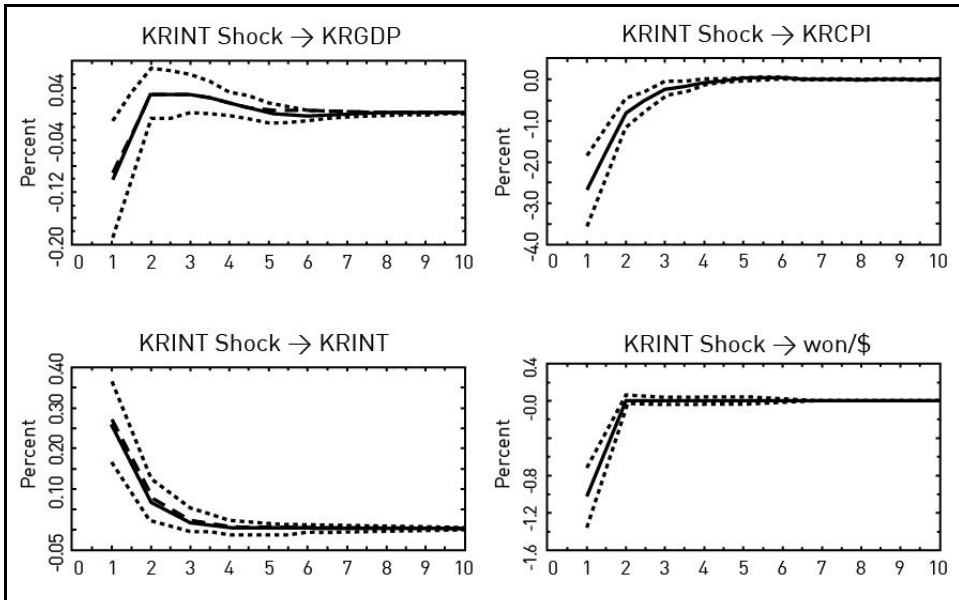 KRINT Shock → KRGDP
Percent
0.04
-0.04
-0.12
-0.20
0 1 2 3 4 5 6 7 8 9 10
KRINT Shock → KRCPI
Percent
0.0
-1.0
-2.0
-3.0
-4.0
0 1 2 3 4 5 6 7 8 9 10
KRINT Shock → KRINT
Percent
0.40
0.30
0.20
0.10
-0.05
0 1 2 3 4 5 6 7 8 9 10
KRINT Shock → won/$
Percent
0.4
-0.0
-0.8
-1.2
-1.6
0 1 2 3 4 5 6 7 8 9 10